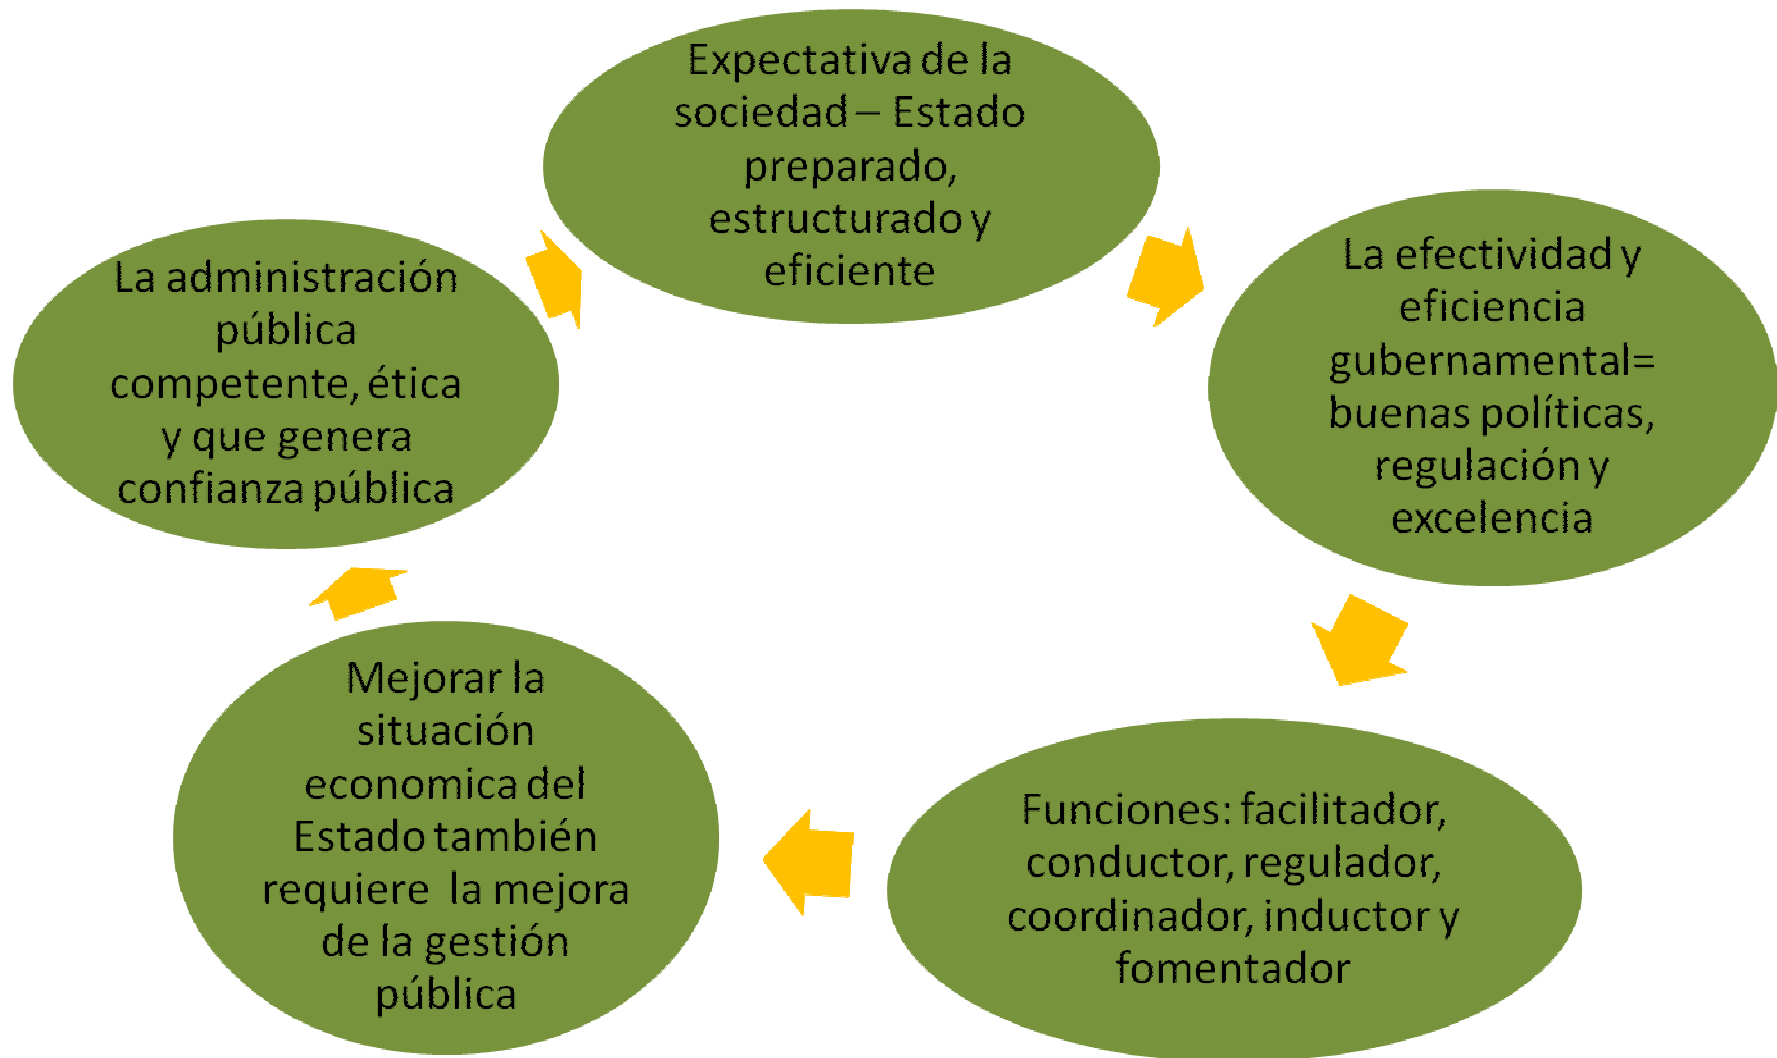 Expectativa de la
sociedad – Estado
preparado,
estructurado y
eficiente
La efectividad y
eficiencia
gubernamental=
buenas políticas,
regulación y
excelencia
Funciones: facilitador,
conductor, regulador,
coordinador, inductor y
fomentador
Mejorar la
situación
economica del
Estado también
requiere la mejora
de la gestión
pública
La administración
pública
competente, ética
y que genera
confianza pública